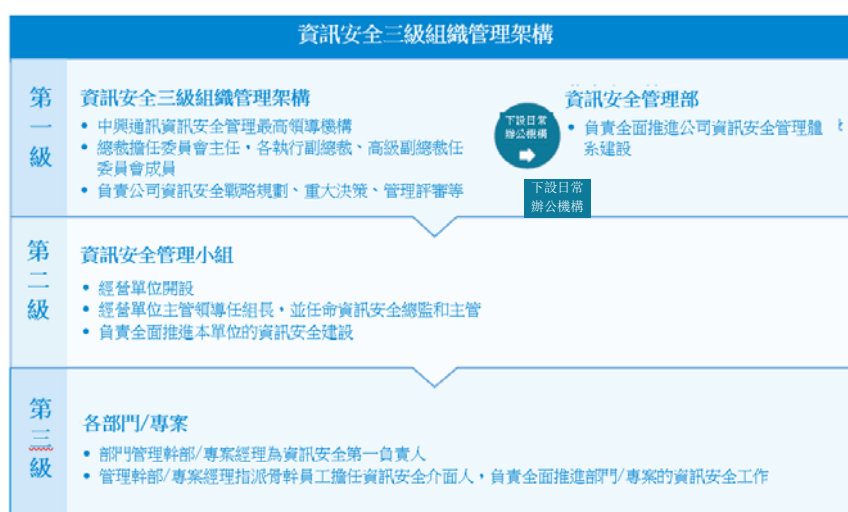 資訊安全三級組織管理架構
第一級
資訊安全三級組織管理架構
• 中興通訊資訊安全管理最高領導機構
• 總裁擔任委員會主任，各執行副總裁、高級副總裁任
委員會成員
• 負責公司資訊安全戰略規劃、重大決策、管理評審等
下設日常
辦公機構
下設日常
辦公機構
資訊安全管理部
• 負責全面推進公司資訊安全管理體
系建設
第二級
資訊安全管理小組
• 經營單位開設
• 經營單位主管領導任組長，並任命資訊安全總監和主管
• 負責全面推進本單位的資訊安全建設
第三級
各部門/專案
• 部門管理幹部/專案經理為資訊安全第一負責人
• 管理幹部/專案經理指派骨幹員工擔任資訊安全介面人，負責全面推進部門/專案的資訊安全工作